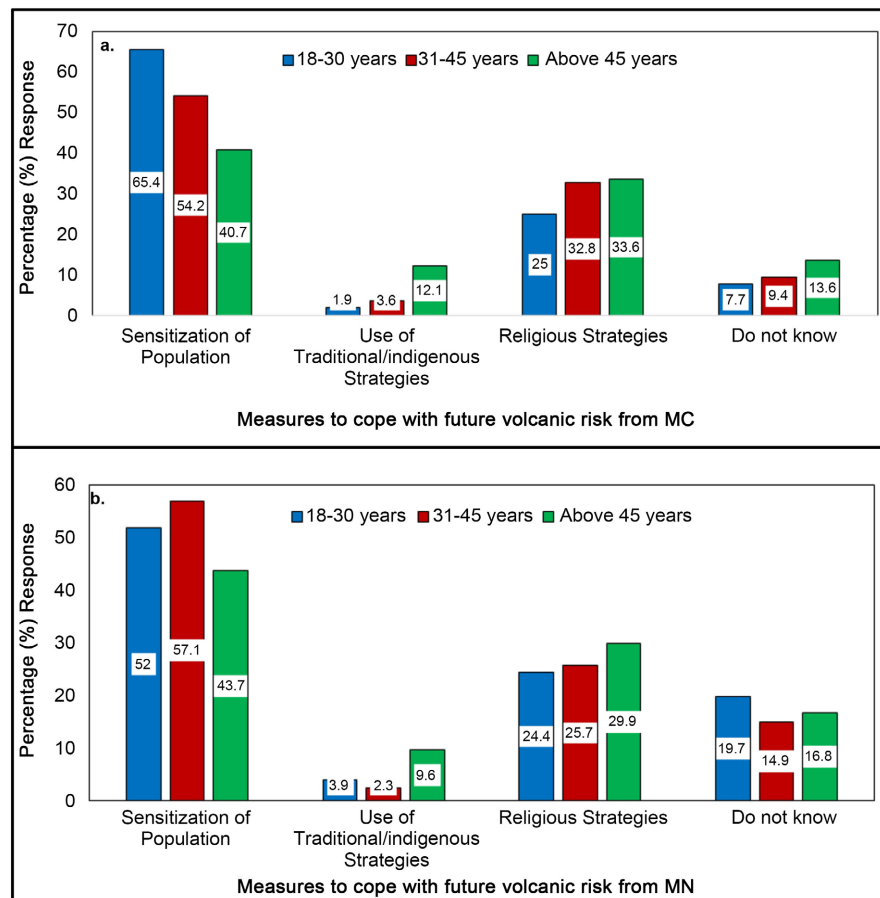 a.
18-30 years 31-45 years Above 45 years
Percentage (%) Response
70
60
50
40
30
20
10
0
65.4 54.2 40.7
1.9 3.6 12.1
25 32.8 33.6
7.7 9.4 13.6
Sensitization of Population
Use of Traditional/indigenous Strategies
Religious Strategies
Do not know
Measures to cope with future volcanic risk from MC
b.
18-30 years 31-45 years Above 45 years
Percentage (%) Response
60
50
40
30
20
10
0
52 57.1 43.7
3.9 2.3 9.6
24.4 25.7 29.9
19.7 14.9 16.8
Sensitization of Population
Use of Traditional/indigenous Strategies
Religious Strategies
Do not know
Measures to cope with future volcanic risk from MN